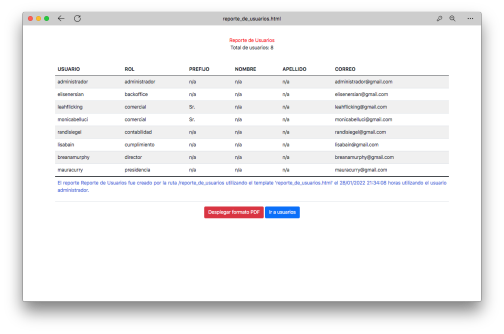 reporte_de_usuarios.html
Reporte de Usuarios
Total de usuarios: 8
USUARIO ROL PREFIJO NOMBRE APELLIDO CORREO
administrador administrador n/a n/a n/a administrador@gmail.com
eliseneraian backoffice n/a n/a n/a eliseneraian@gmail.com
leahflicking comercial Sr. n/a n/a leahflicking@gmail.com
monicabelluci comercial Sr. n/a n/a monicabelluci@gmail.com
randisiegel contabilidad n/a n/a n/a randisiegel@gmail.com
lisabain cumplimiento n/a n/a n/a lisabain@gmail.com
breanamurphy director n/a n/a n/a breanamurphy@gmail.com
mauracurry presidencia n/a n/a n/a mauracurry@gmail.com
El reporte Reporte de Usuarios fue creado por la ruta /reporte_de_usuarios utilizando el template 'reporte_de_usuarios.html' el 28/01/2022 21:34:08 horas utilizando el usuario
administrador.
Desplegar formato PDF Ir a usuarios